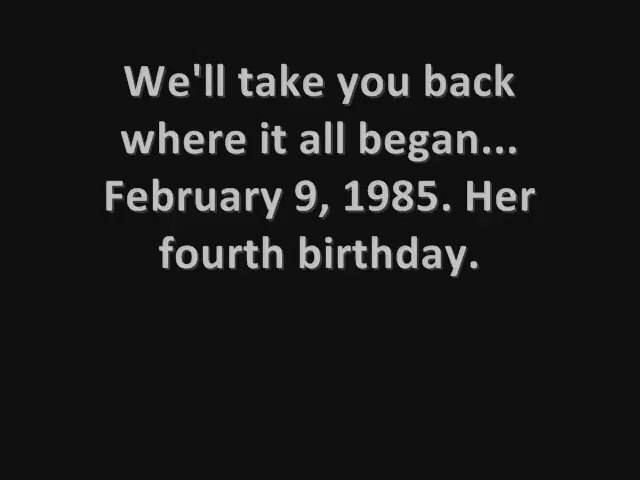 We'll take you back
where it all began...
February 9, 1985. Her
fourth birthday.